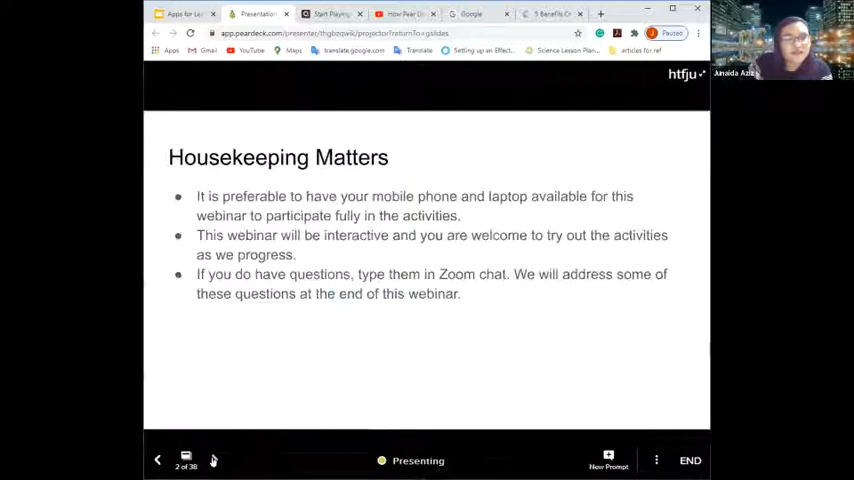 Apps for Le
Presentation
Start Playing
How Pear D
Google
5 Benefits O
Paused
app.peardeck.com/presenter/thgbzqwik/projector?returnTo=gslides
Apps
Gmail
YouTube
Maps
translate.google.com
Translate
Setting up an Effect...
Science Lesson Plan...
articles for ref
Junaida Aziz
htfju
Housekeeping Matters
It is preferable to have your mobile phone and laptop available for this
webinar to participate fully in the activities.
This webinar will be interactive and you are welcome to try out the activities
as we progress.
If you do have questions, type them in Zoom chat. We will address some of
these questions at the end of this webinar.
2 of 38
Presenting
New Prompt
END